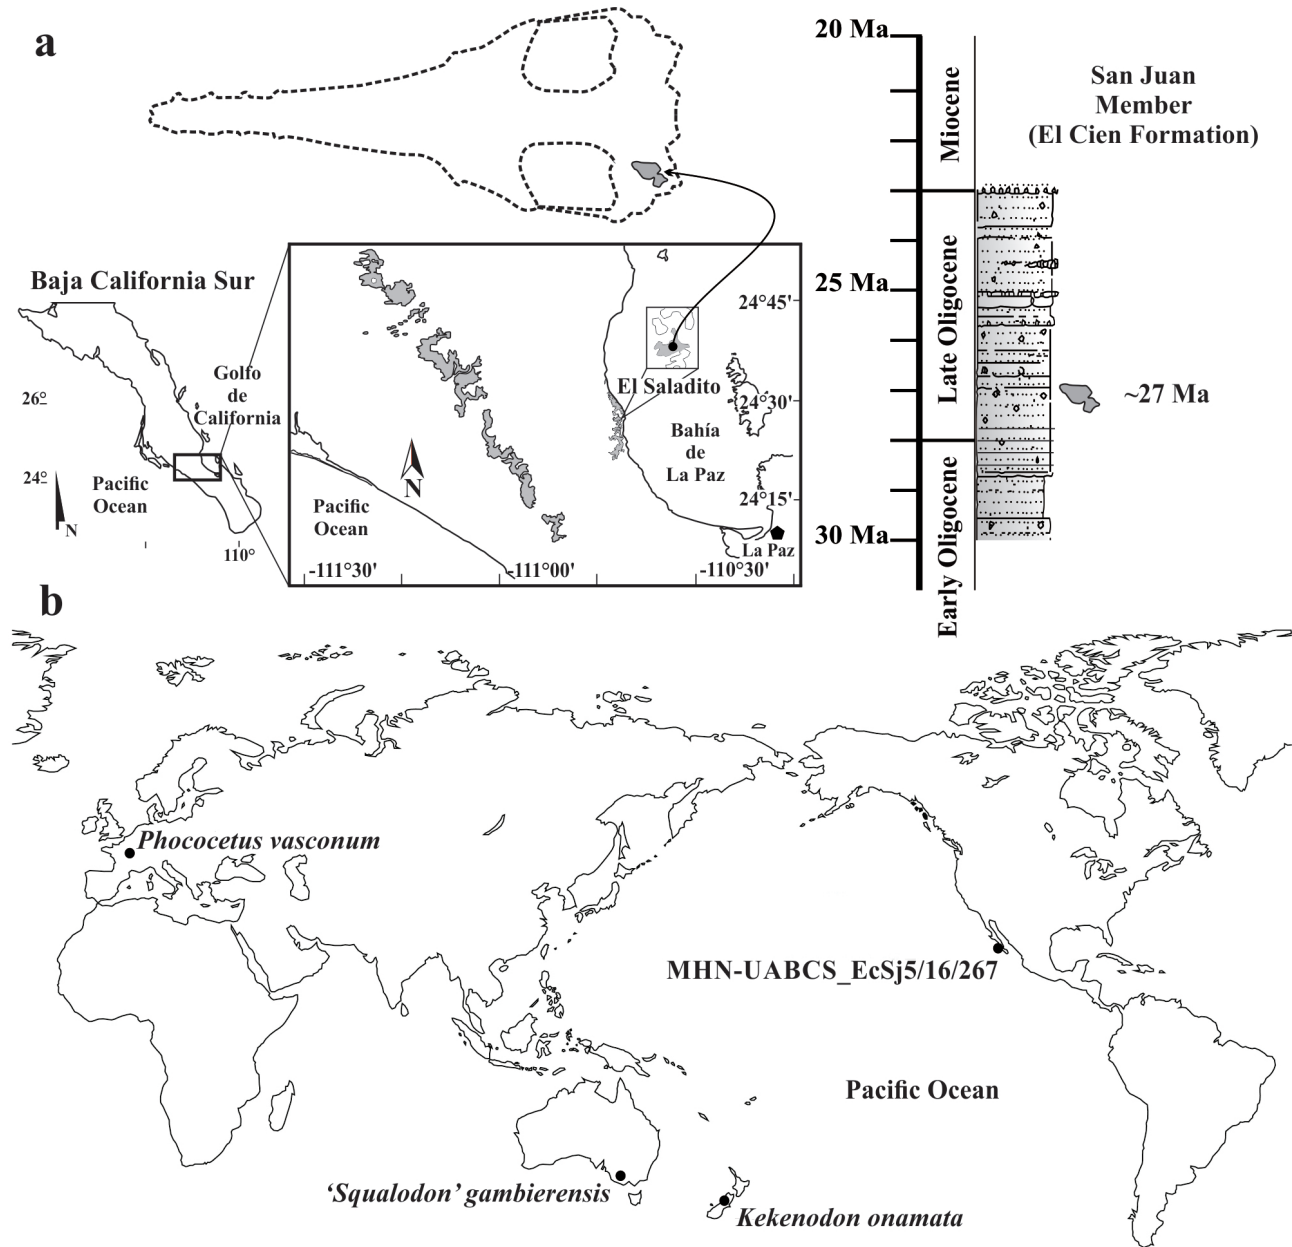 a
20 Ma
San Juan
Member
(El Cien Formation)
Miocene
Late Oligocene
Early Oligocene
25 Ma
30 Ma
~27 Ma
Baja California Sur
26°
24°
Golfo
de
California
Pacific
Ocean
N
110°
24°45'
El Saladito
24°30'
Bahía
de
La Paz
24°15'
N
Pacific
Ocean
La Paz
-111°30'
-111°00'
-110°30'
b
Phococetus vasconum
MHN-UABCS_EcSj5/16/267
Pacific Ocean
‘Squalodon’ gambierensis
Kekenodon onamata